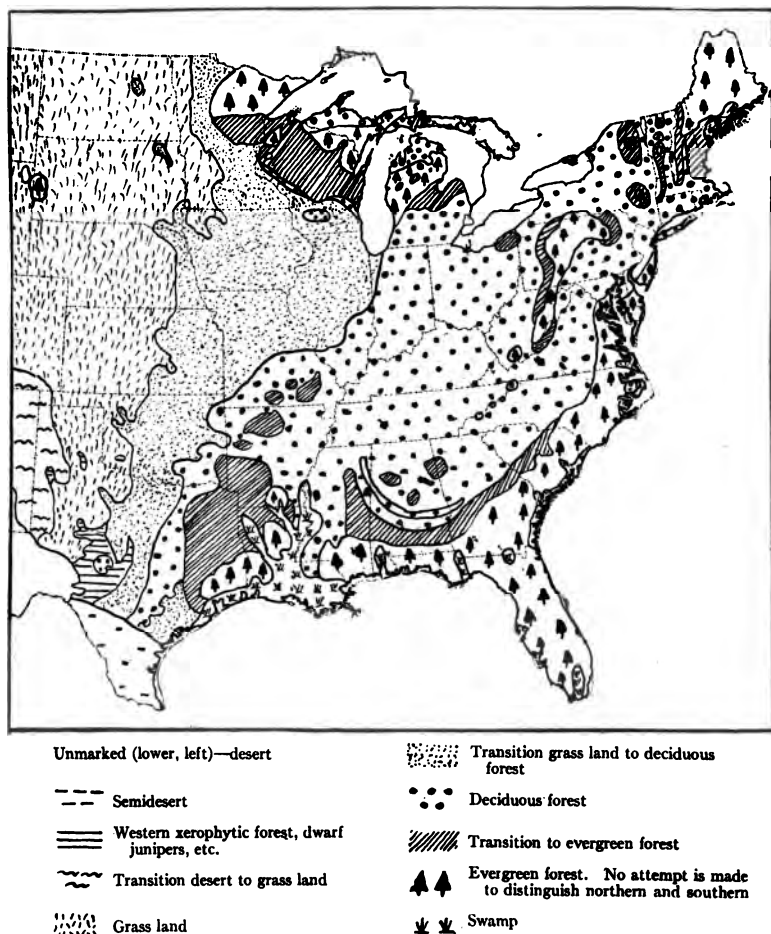 Unmarked (lower, left)—desert
Semidesert
Western xerophytic forest, dwarf
junipers, etc.
Transition desert to grass land
Grass land
Transition grass land to deciduous
forest
Deciduous forest
Transition to evergreen forest
Evergreen forest. No attempt is made
to distinguish northern and southern
Swamp